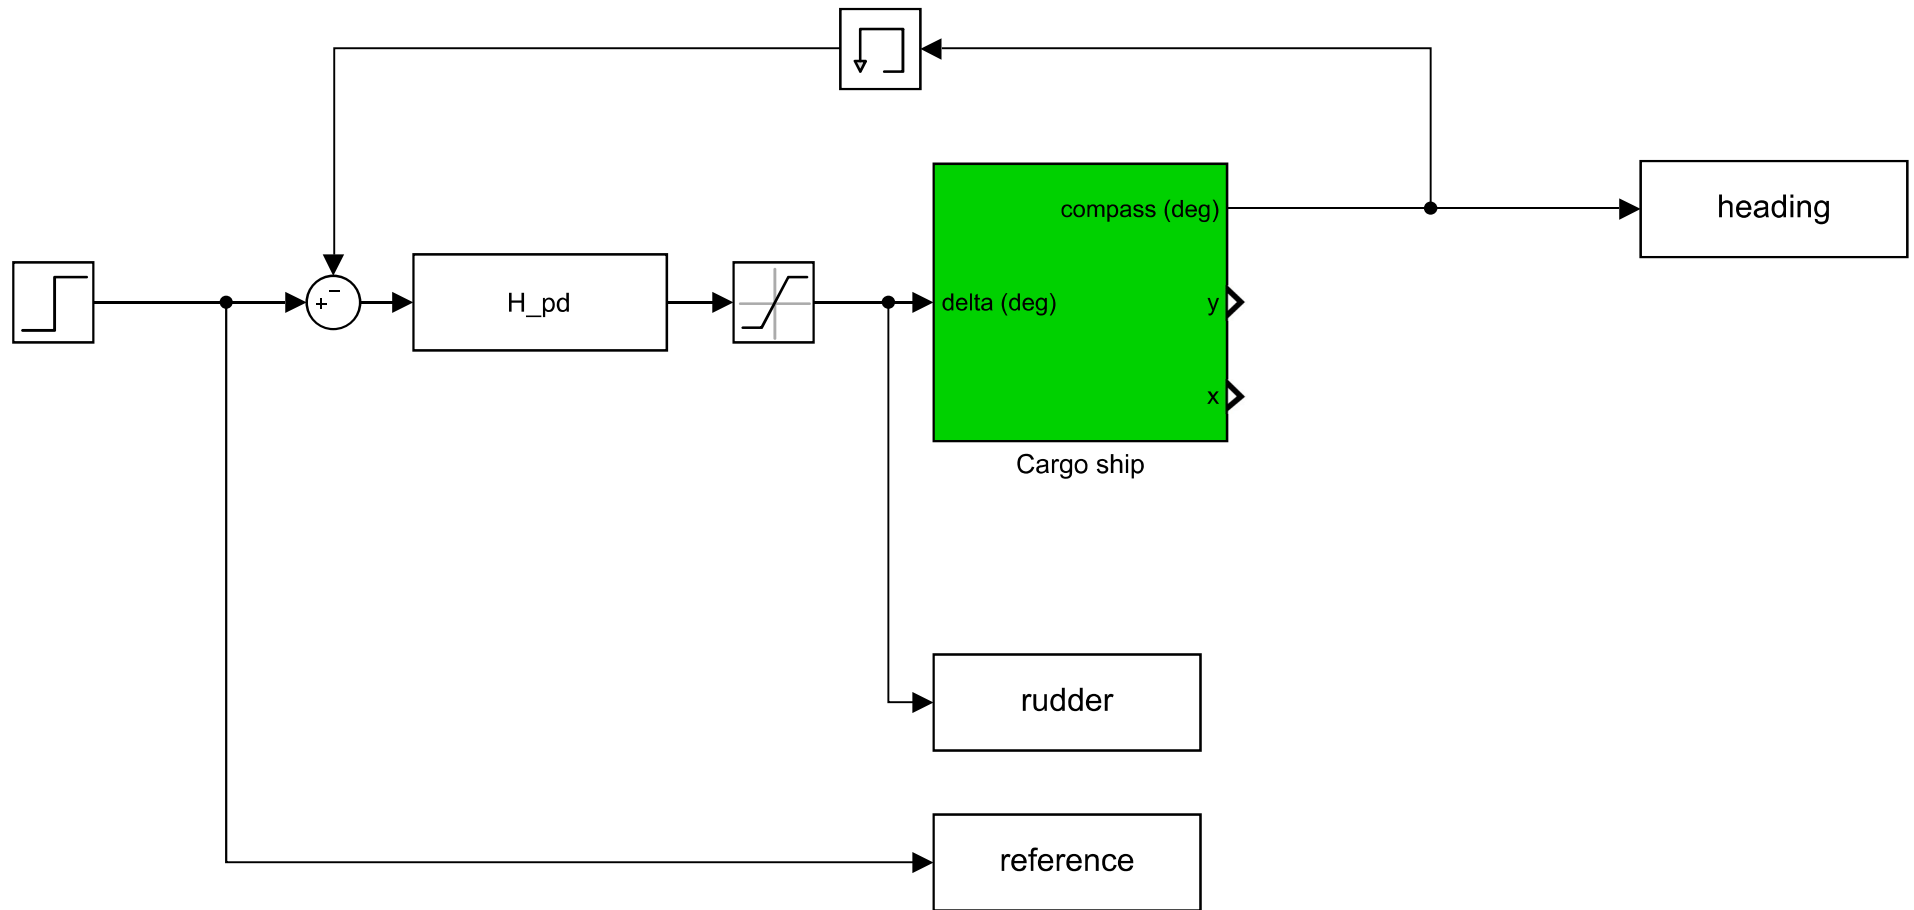 compass (deg)
heading
+
−
H_pd
delta (deg)
y
x
Cargo ship
rudder
reference